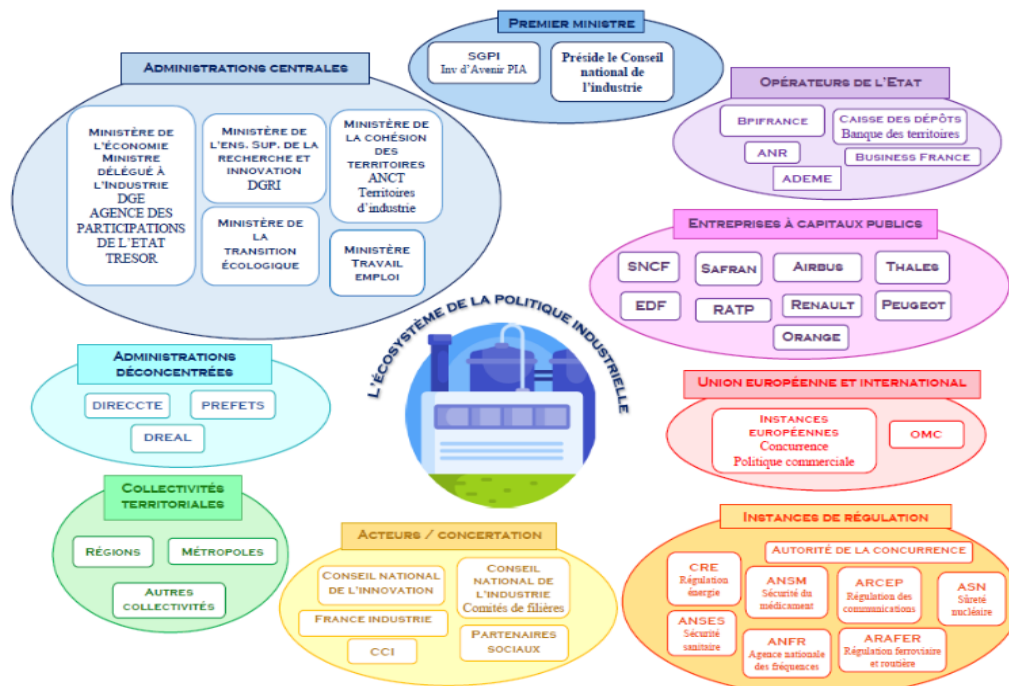 PREMIER MINISTRE
SGPI
Inv d'Avenir PIA
Préside le Conseil
national de
l'industrie
ADMINISTRATIONS CENTRALES
MINISTÈRE DE
L'ÉCONOMIE
MINISTRE
DÉLÉGUÉ À
L'INDUSTRIE
DGE
AGENCE DES
PARTICIPATIONS
DE L'ETAT
TRESOR
MINISTÈRE DE
L'ENS. SUP. DE LA
RECHERCHE ET
INNOVATION
DGRI
MINISTÈRE DE
LA COHÉSION
DES
TERRITOIRES
ANCT
Territoires
d'industrie
MINISTÈRE DE
LA
TRANSITION
ÉCOLOGIQUE
MINISTÈRE
TRAVAIL
EMPLOI
OPÉRATEURS DE L'ETAT
BPIFRANCE
CAISSE DES DÉPÔTS
Banque des territoires
ANR
BUSINESS FRANCE
ADEME
ENTREPRISES À CAPITAUX PUBLICS
SNCF
SAFRAN
AIRBUS
THALES
EDF
RATP
RENAULT
PEUGEOT
ORANGE
L'ÉCOSYSTÈME DE LA POLITIQUE INDUSTRIELLE
ADMINISTRATIONS
DÉCONCENTRÉES
DIRECCTE
PREFETS
DREAL
UNION EUROPÉENNE ET INTERNATIONAL
INSTANCES
EUROPÉENNES
Concurrence
Politique commerciale
OMC
COLLECTIVITÉS
TERRITORIALES
RÉGIONS
MÉTROPOLES
AUTRES
COLLECTIVITÉS
ACTEURS / CONCERTATION
CONSEIL NATIONAL
DE L'INNOVATION
CONSEIL
NATIONAL DE
L'INDUSTRIE
Comités de filières
FRANCE INDUSTRIE
CCI
PARTENAIRES
SOCIAUX
INSTANCES DE RÉGULATION
AUTORITÉ DE LA CONCURRENCE
CRE
Régulation
énergie
ANSM
Sécurité du
médicament
ARCEP
Régulation des
communications
ASN
Sûreté
nucléaire
ANSES
Sécurité
sanitaire
ANFR
Agence nationale
des fréquences
ARAFER
Régulation ferroviaire
et routière